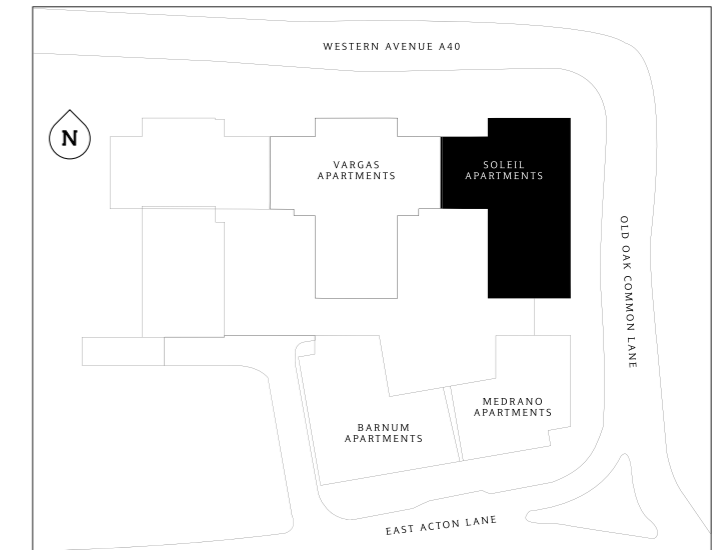 WESTERN AVENUE A40
N
VARGAS
APARTMENTS
SOLEIL
APARTMENTS
OLD OAK COMMON LANE
MEDRANO
APARTMENTS
BARNUM
APARTMENTS
EAST ACTON LANE